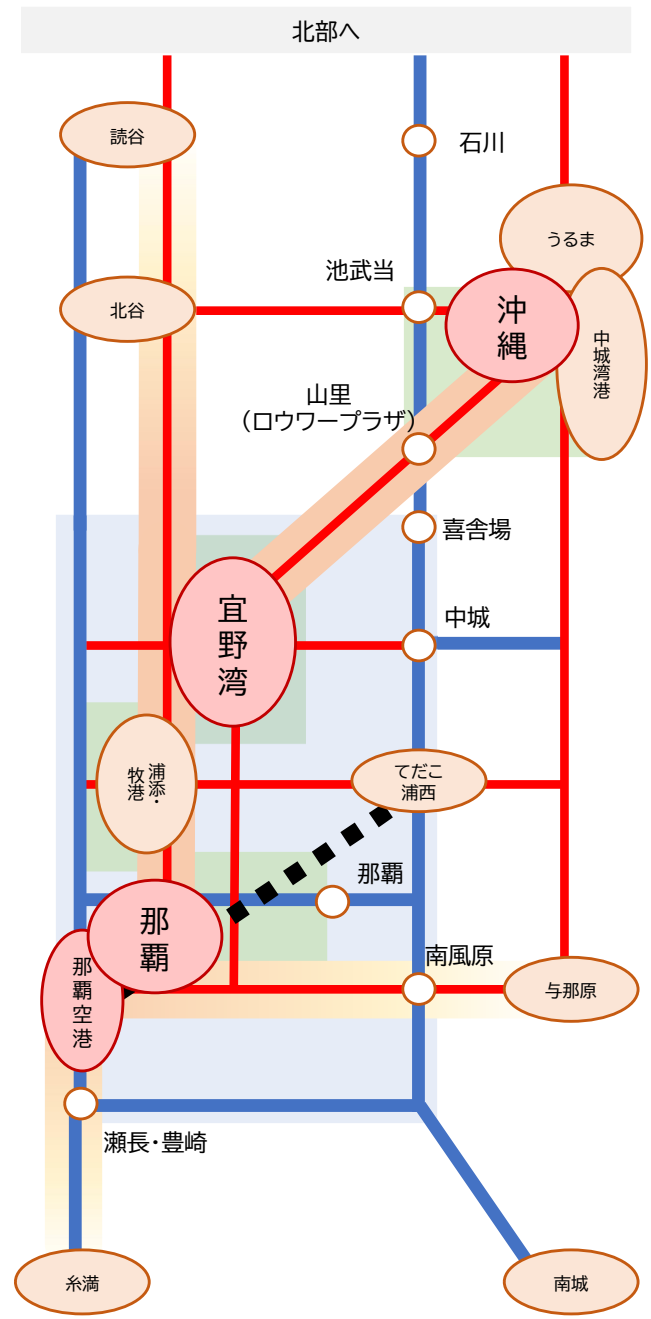 北部へ
読谷
石川
うるま
池武当
北谷
沖
縄
中城湾港
山里
（ロウワープラザ）
喜舎場
宜
野
湾
中城
浦添・
牧港
てだこ
浦西
那覇
那
覇
南風原
那
覇
空
港
与那原
瀬長・豊崎
糸満
南城